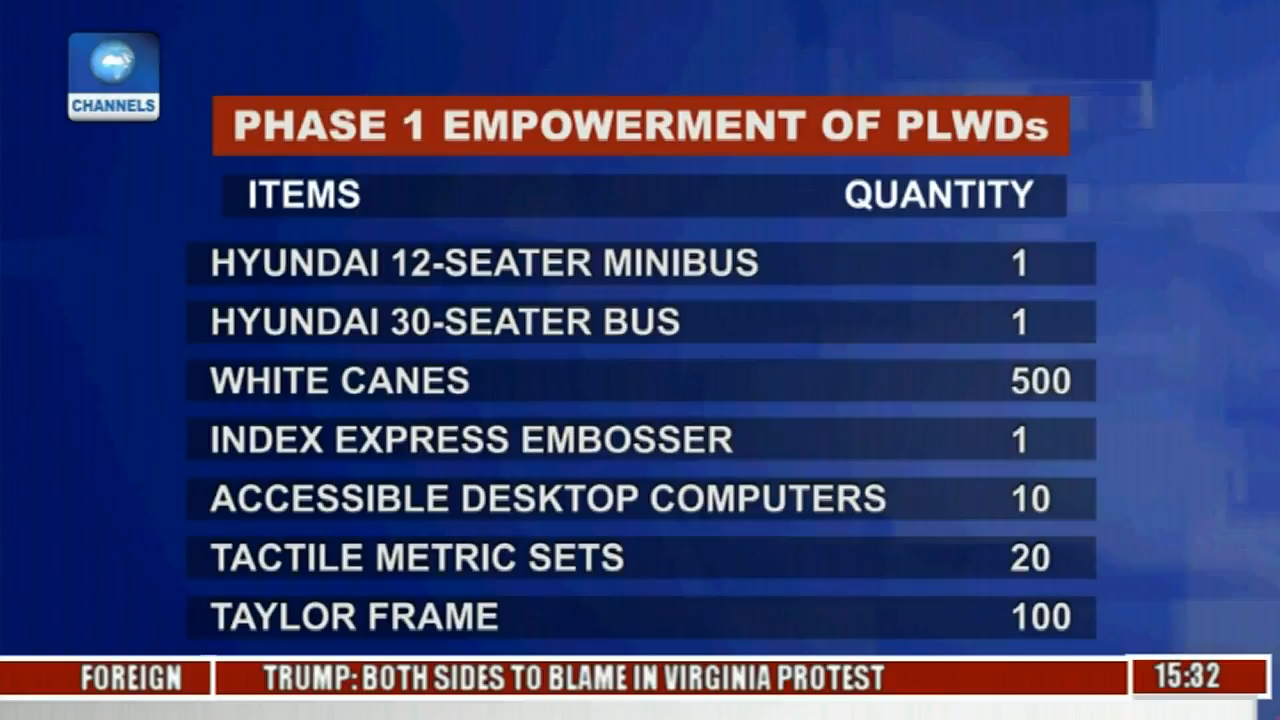 CHANNELS
PHASE 1 EMPOWERMENT OF PLWDs
ITEMS QUANTITY
HYUNDAI 12-SEATER MINIBUS 1
HYUNDAI 30-SEATER BUS 1
WHITE CANES 500
INDEX EXPRESS EMBOSSER 1
ACCESSIBLE DESKTOP COMPUTERS 10
TACTILE METRIC SETS 20
TAYLOR FRAME 100
FOREIGN TRUMP: BOTH SIDES TO BLAME IN VIRGINIA PROTEST 15:32